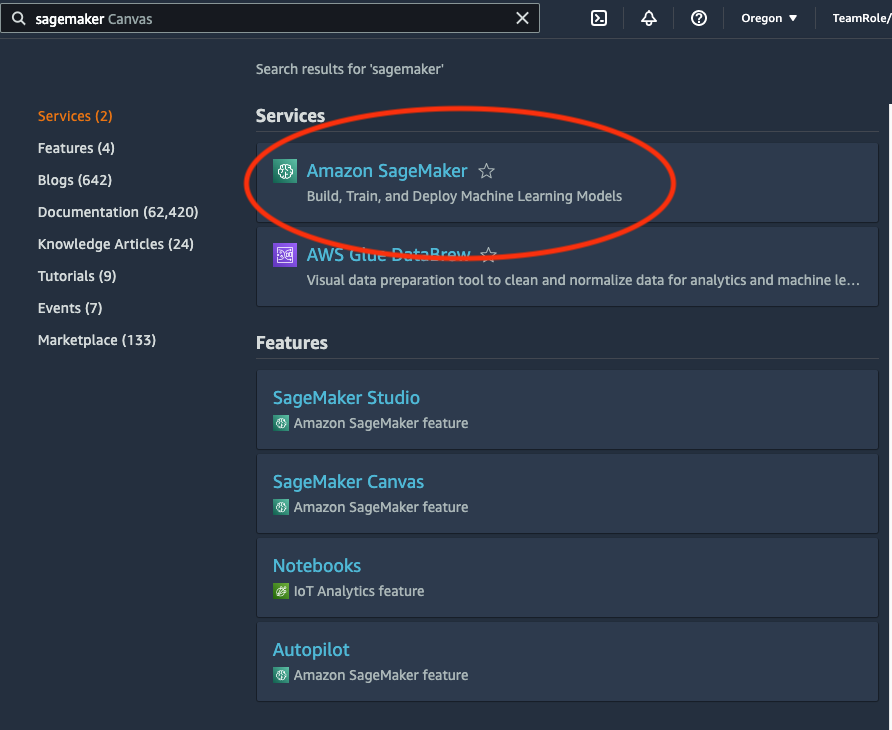 sagemaker Canvas
Oregon ▼
TeamRole/
Search results for 'sagemaker'
Services (2)
Features (4)
Blogs (642)
Documentation (62,420)
Knowledge Articles (24)
Tutorials (9)
Events (7)
Marketplace (133)
Services
Amazon SageMaker
Build, Train, and Deploy Machine Learning Models
AWS Glue DataBrew
Visual data preparation tool to clean and normalize data for analytics and machine le...
Features
SageMaker Studio
Amazon SageMaker feature
SageMaker Canvas
Amazon SageMaker feature
Notebooks
IoT Analytics feature
Autopilot
Amazon SageMaker feature